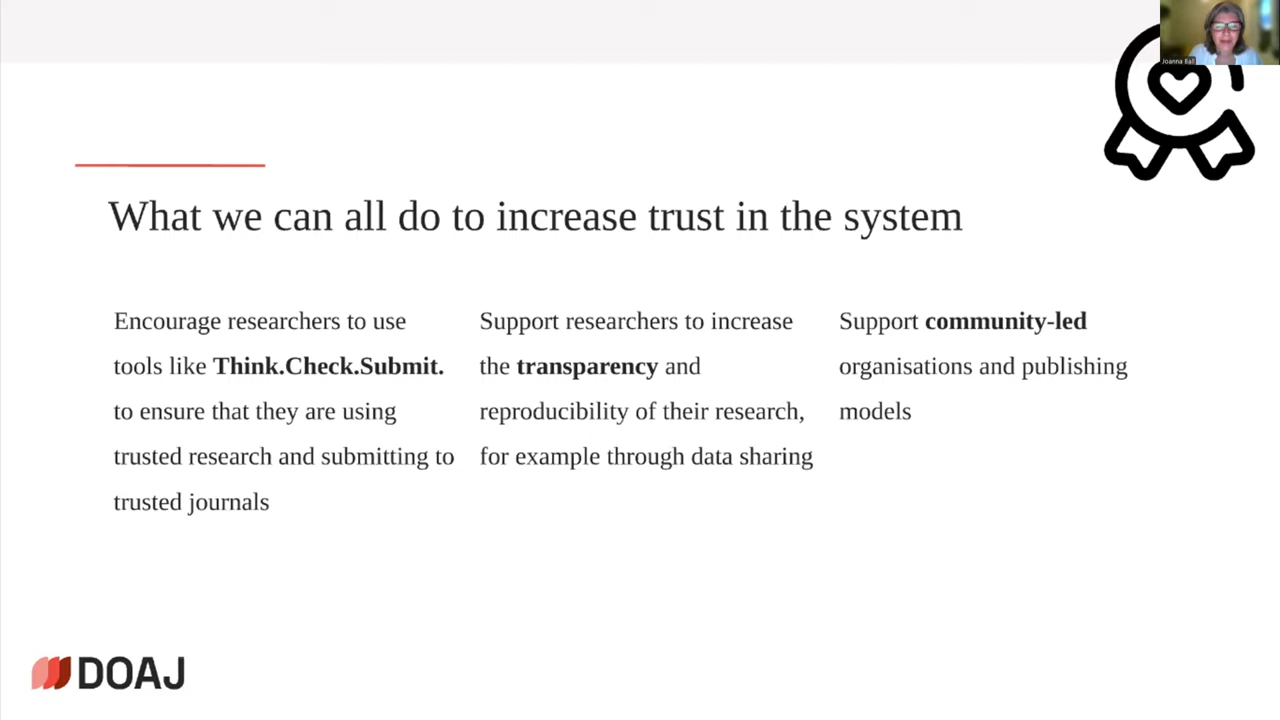 Joanna Ball
What we can all do to increase trust in the system
Encourage researchers to use
tools like Think.Check.Submit.
to ensure that they are using
trusted research and submitting to
trusted journals
Support researchers to increase
the transparency and
reproducibility of their research,
for example through data sharing
Support community-led
organisations and publishing
models
DOAJ